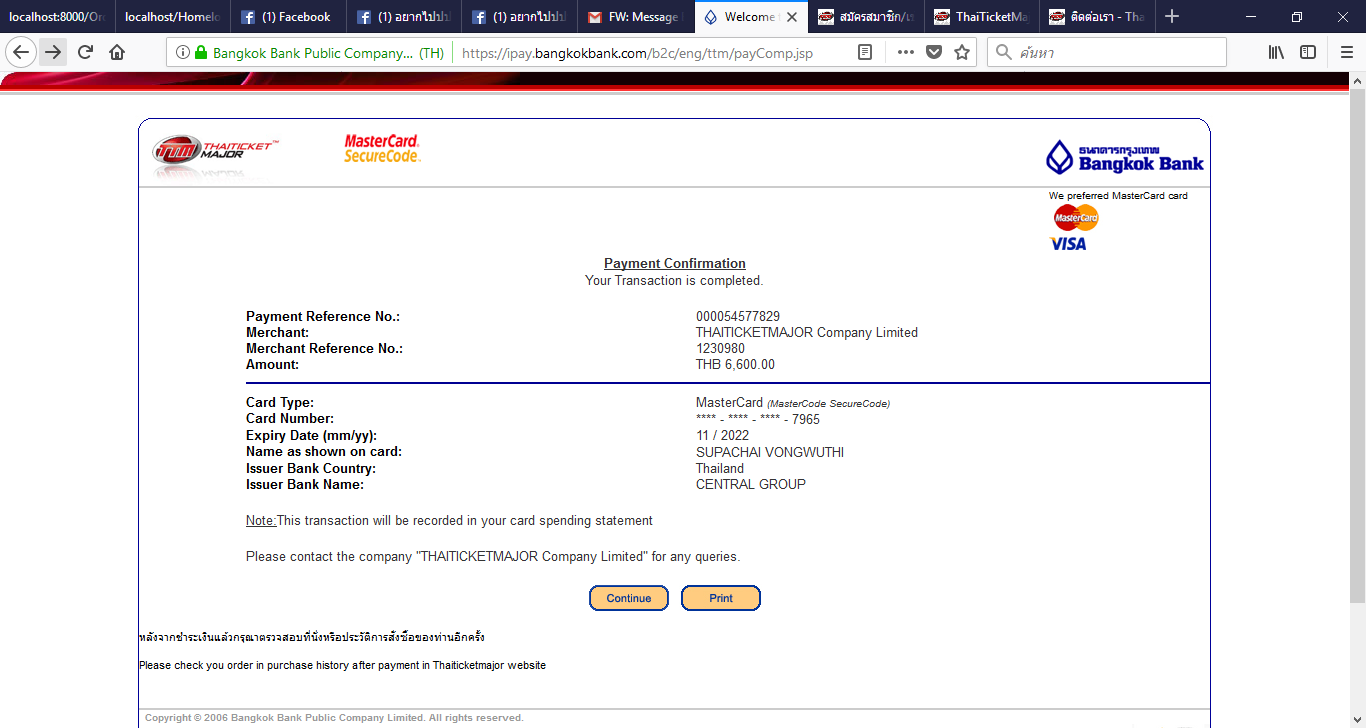 localhost:8000/Or
localhost/Homelo
(1) Facebook
(1) อยากไปป
(1) อยากไปป
FW: Message
Welcome
สมัครสมาชิก/เ
ThaiTicketMa
ติดต่อเรา - Tha
Bangkok Bank Public Company... (TH)
https://ipay.bangkokbank.com/b2c/eng/ttm/payComp.jsp
ค้นหา
TTM THAITICKET MAJOR™
MasterCard.
SecureCode.
ธนาคารกรุงเทพ
Bangkok Bank
We preferred MasterCard card
MasterCard
VISA
Payment Confirmation
Your Transaction is completed.
Payment Reference No.: 000054577829
Merchant: THAITICKETMAJOR Company Limited
Merchant Reference No.: 1230980
Amount: THB 6,600.00
Card Type: MasterCard (MasterCode SecureCode)
Card Number: **** - **** - **** - 7965
Expiry Date (mm/yy): 11 / 2022
Name as shown on card: SUPACHAI VONGWUTHI
Issuer Bank Country: Thailand
Issuer Bank Name: CENTRAL GROUP
Note:This transaction will be recorded in your card spending statement
Please contact the company "THAITICKETMAJOR Company Limited" for any queries.
Continue Print
หลังจากชำระเงินแล้วกรุณาตรวจสอบที่นั่งหรือประวัติการสั่งซื้อของท่านอีกครั้ง
Please check you order in purchase history after payment in Thaiticketmajor website
Copyright © 2006 Bangkok Bank Public Company Limited. All rights reserved.